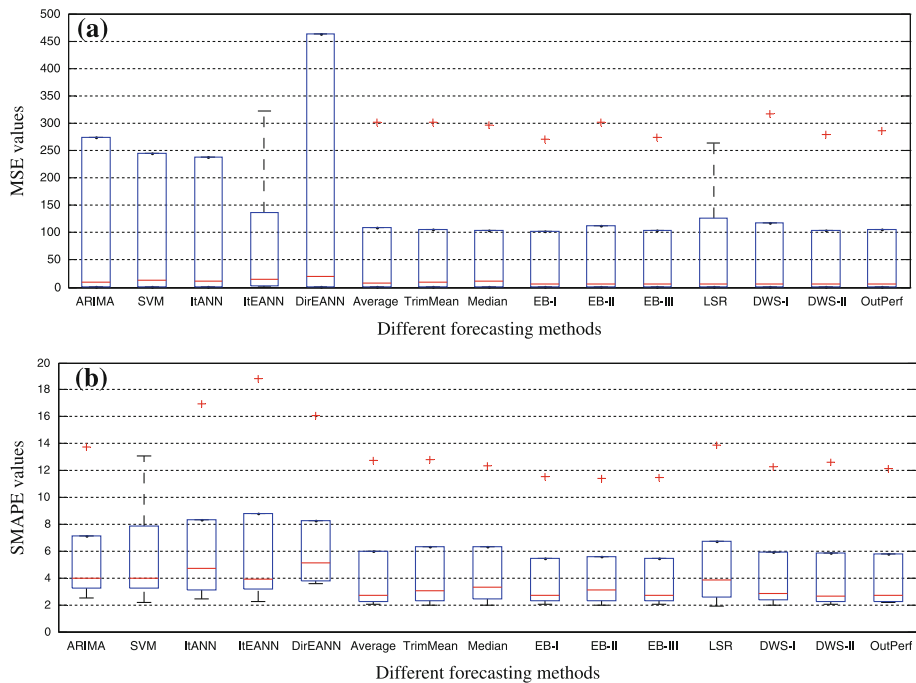 (a)
500
450
400
350
300
250
200
150
100
50
0
MSE values
ARIMA SVM ItANN ItEANN DirEANN Average TrimMean Median EB-I EB-II EB-III LSR DWS-I DWS-II OutPerf
Different forecasting methods
(b)
20
18
16
14
12
10
8
6
4
2
0
SMAPE values
ARIMA SVM ItANN ItEANN DirEANN Average TrimMean Median EB-I EB-II EB-III LSR DWS-I DWS-II OutPerf
Different forecasting methods